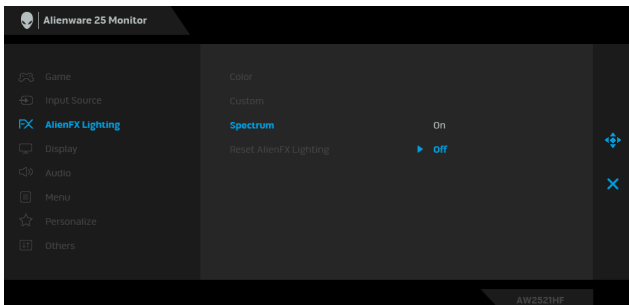 Alienware 25 Monitor
Game
Input Source
FX AlienFX Lighting
Display
Audio
Menu
Personalize
Others
Color
Custom
Spectrum On
Reset AlienFX Lighting Off
AW2521HF